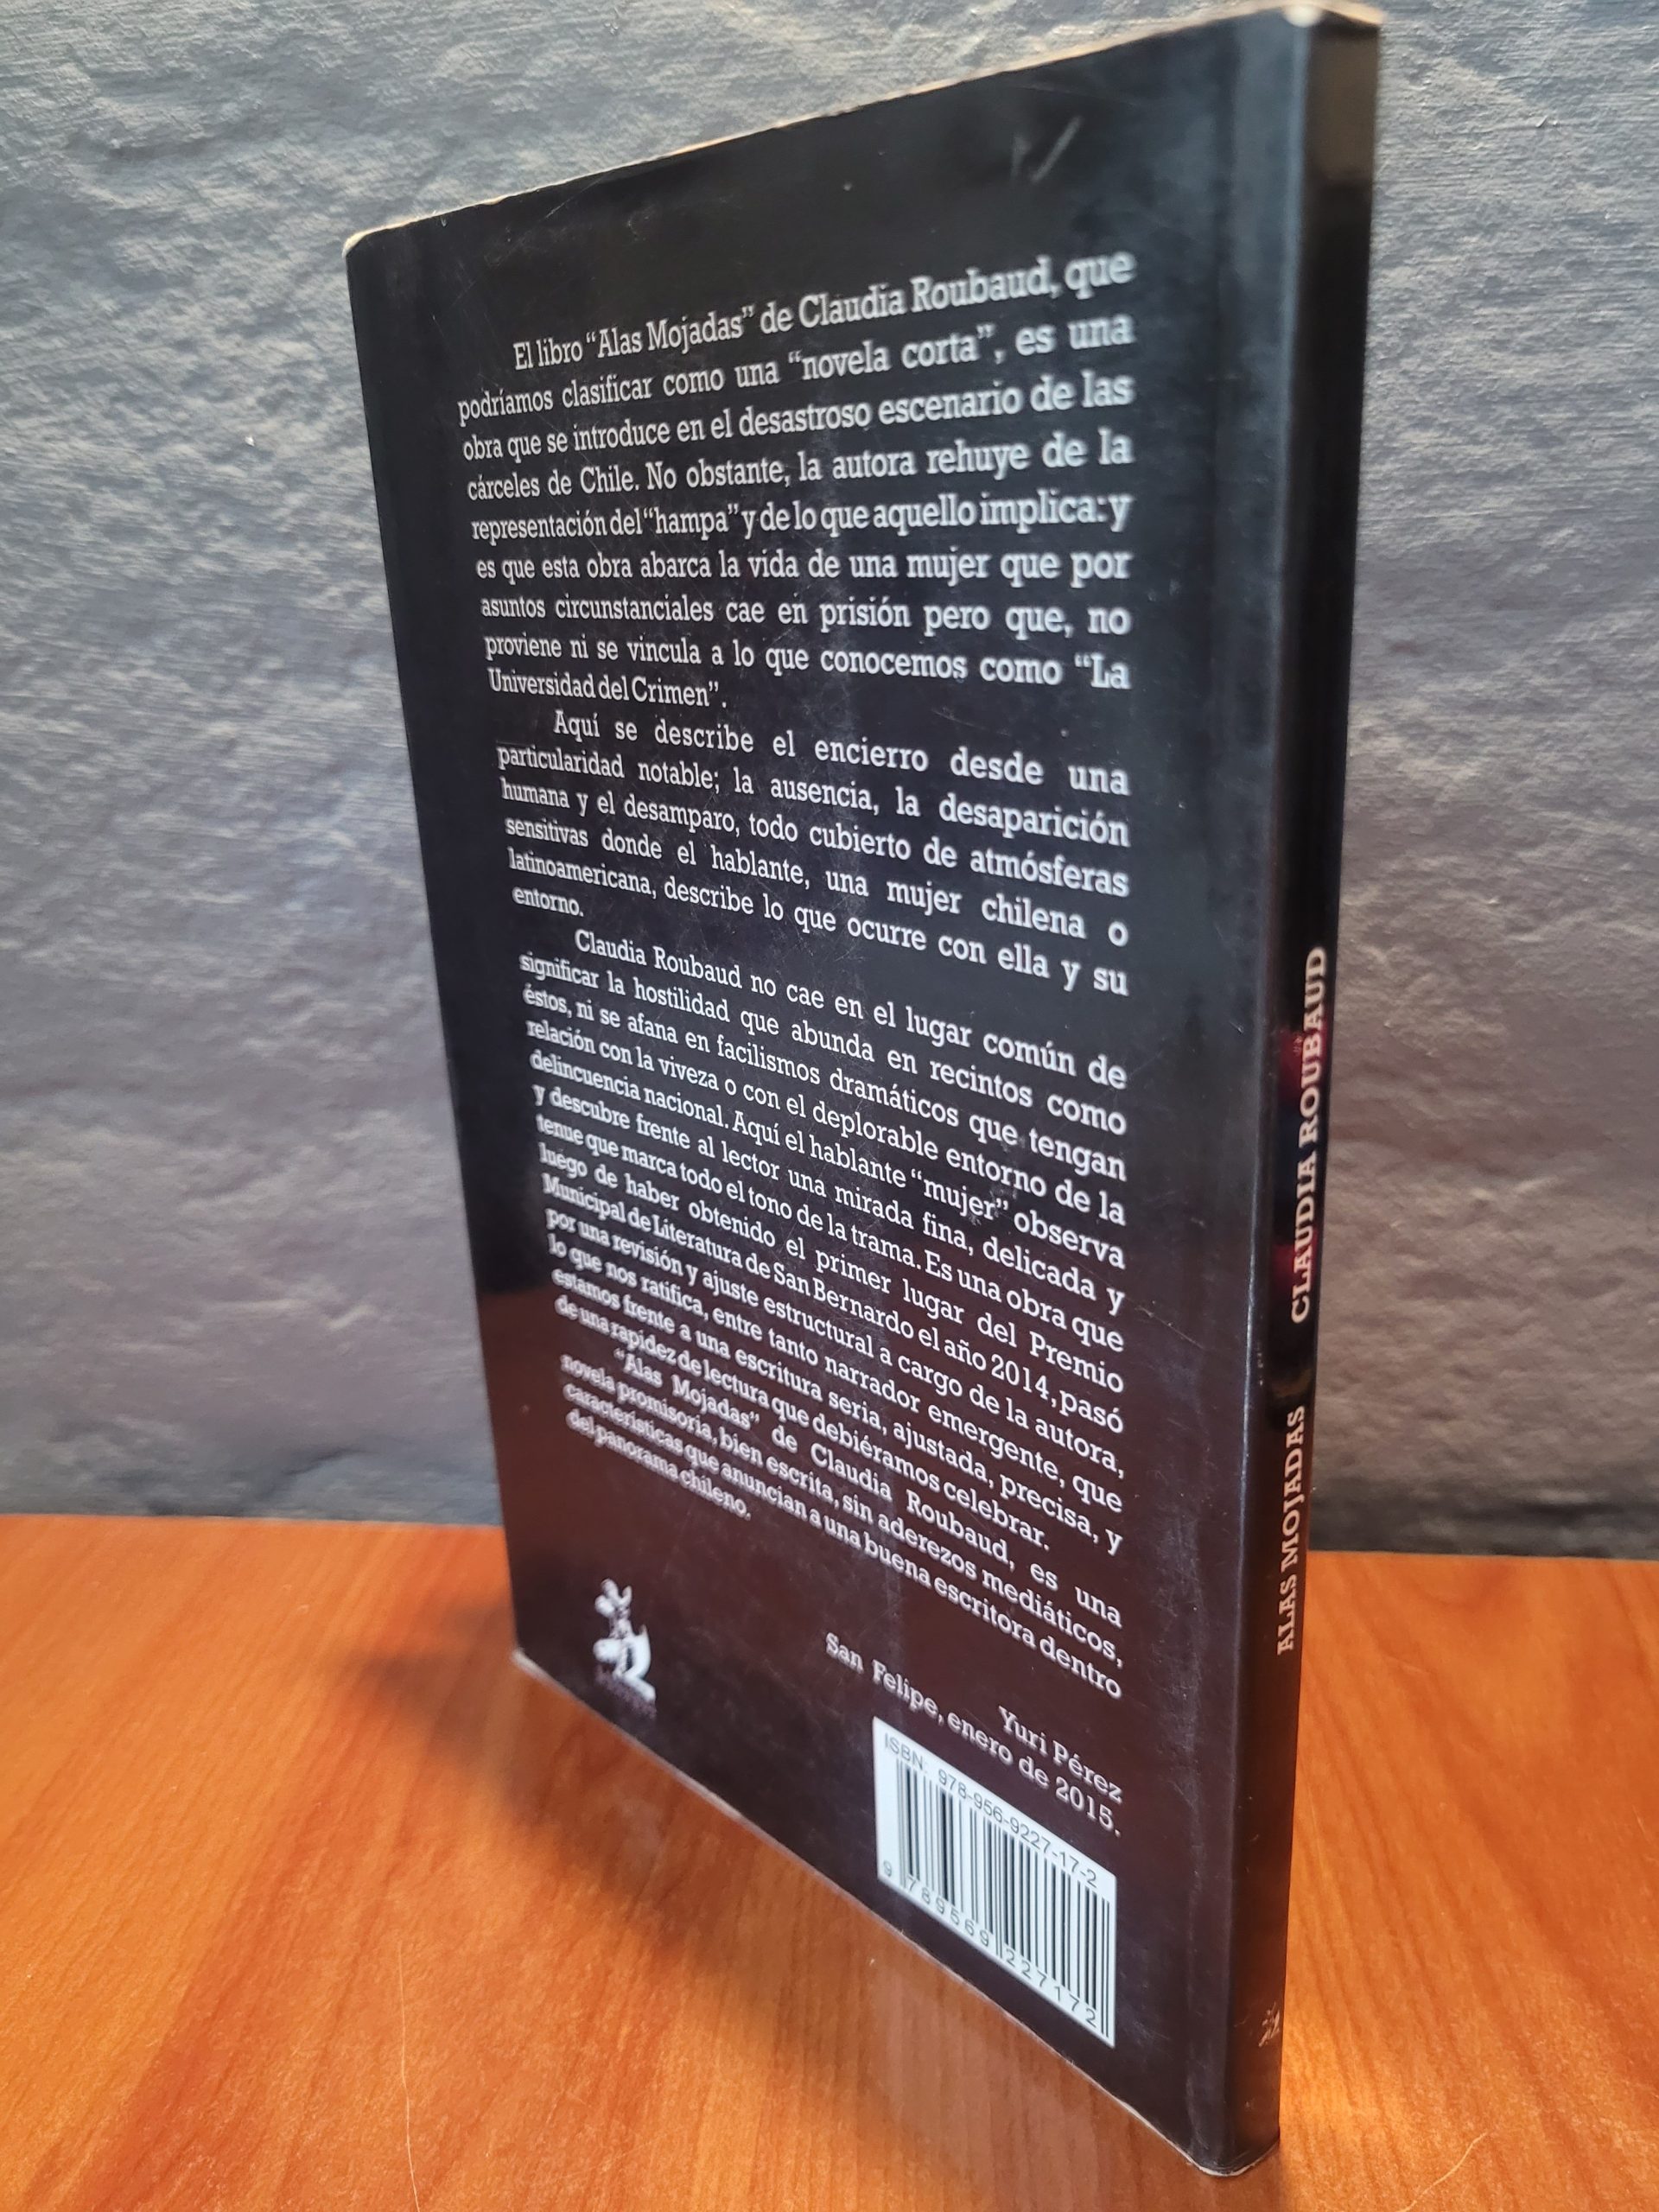 El libro “Alas Mojadas” de Claudia Roubaud, que
podríamos clasificar como una “novela corta”, es una
obra que se introduce en el desastroso escenario de las
cárceles de Chile. No obstante, la autora rehuye de la
representación del “hampa” y de lo que aquello implica: y
es que esta obra abarca la vida de una mujer que por
asuntos circunstanciales cae en prisión pero que, no
proviene ni se vincula a lo que conocemos como “La
Universidad del Crimen”.
Aquí se describe el encierro desde una
particularidad notable; la ausencia, la desaparición
humana y el desamparo, todo cubierto de atmósferas
sensitivas donde el hablante, una mujer chilena o
latinoamericana, describe lo que ocurre con ella y su
entorno.
Claudia Roubaud no cae en el lugar común de
significar la hostilidad que abunda en recintos como
éstos, ni se afana en facilismos dramáticos que tengan
relación con la viveza o con el deplorable entorno de la
delincuencia nacional. Aquí el hablante “mujer” observa
y descubre frente al lector una mirada fina, delicada y
tenue que marca todo el tono de la trama. Es una obra que
luego de haber obtenido el primer lugar del Premio
Municipal de Literatura de San Bernardo el año 2014, pasó
por una revisión y ajuste estructural a cargo de la autora,
lo que nos ratifica, entre tanto narrador emergente, que
estamos frente a una escritura seria, ajustada, precisa, y
de una rapidez de lectura que debiéramos celebrar.
“Alas Mojadas” de Claudia Roubaud, es una
novela promisoria, bien escrita, sin aderezos mediáticos,
características que anuncian a una buena escritora dentro
del panorama chileno.
Yuri Pérez
San Felipe, enero de 2015.
ISBN: 978-956-9227-17-2
9 789569 227172
ALAS MOJADAS CLAUDIA ROUBAUD